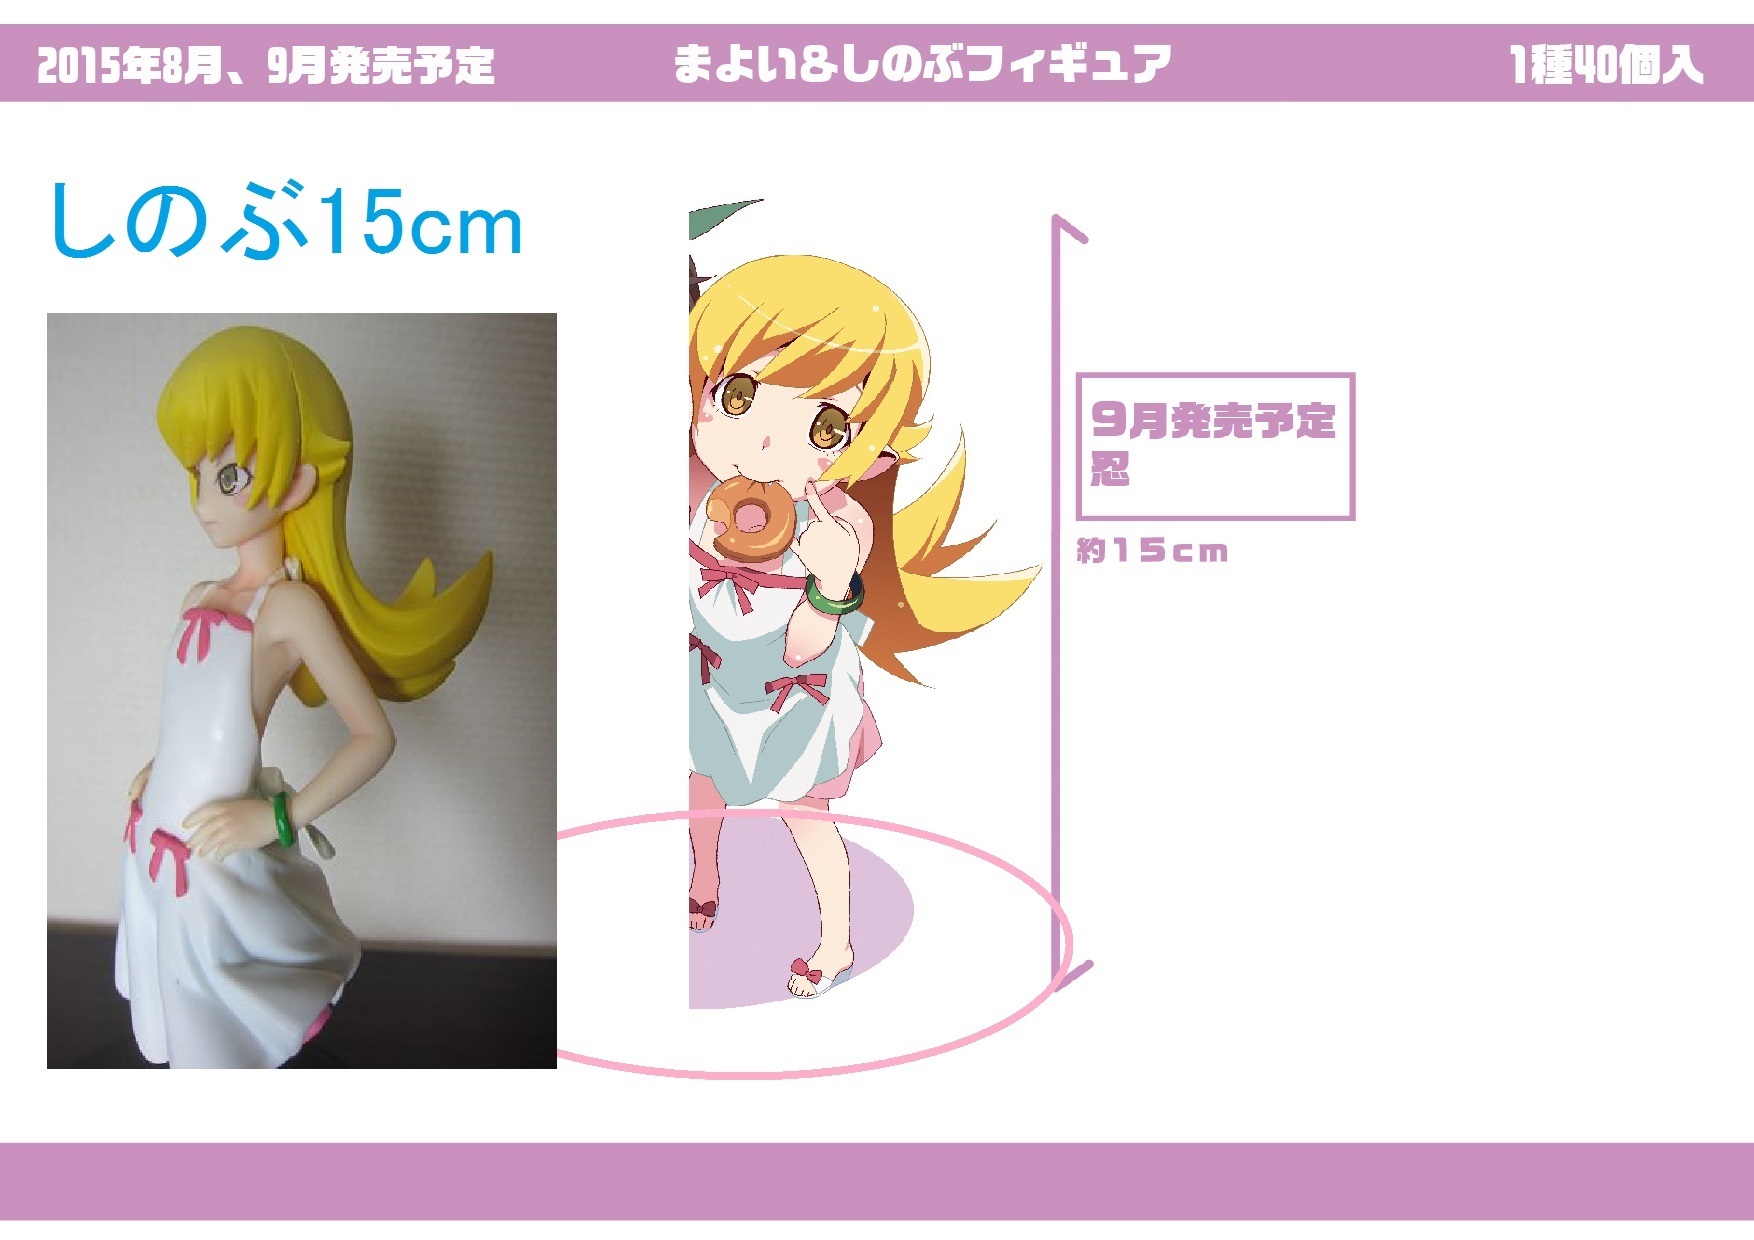 2015年8月、9月発売予定
まよい&しのぶフィギュア
1種40個入
しのぶ15cm
9月発売予定
忍
約15cm